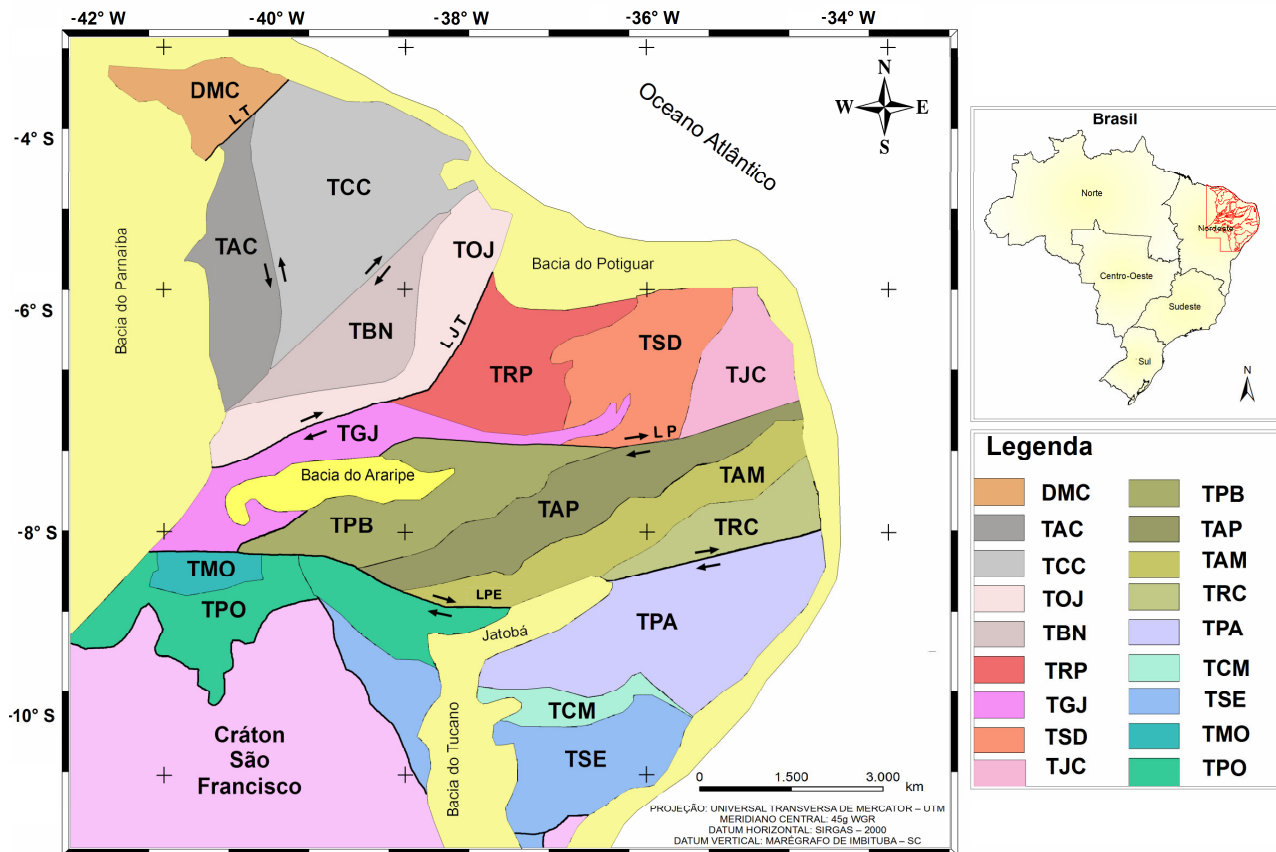 -42° W
-40° W
-38° W
-36° W
-34° W
-4° S
-6° S
-8° S
-10° S
DMC
L T
TCC
TAC
TOJ
TBN
L J T
Oceano Atlântico
N
W
E
S
Bacia do Parnaíba
Bacia do Potiguar
TRP
TSD
TJC
TGJ
L P
Bacia do Araripe
TAM
TAP
TPB
TRC
TMO
TPO
LPE
Jatobá
TPA
TCM
TSE
Cráton
São
Francisco
Bacia do Tucano
0
1.500
3.000
km
PROJEÇÃO: UNIVERSAL TRANSVERSA DE MERCATOR – UTM
MERIDIANO CENTRAL: 45g WGR
DATUM HORIZONTAL: SIRGAS – 2000
DATUM VERTICAL: MARÉGRAFO DE IMBITUBA – SC
Brasil
Norte
Nordeste
Centro-Oeste
Sudeste
Sul
N
Legenda
DMC
TAC
TCC
TOJ
TBN
TRP
TGJ
TSD
TJC
TPB
TAP
TAM
TRC
TPA
TCM
TSE
TMO
TPO